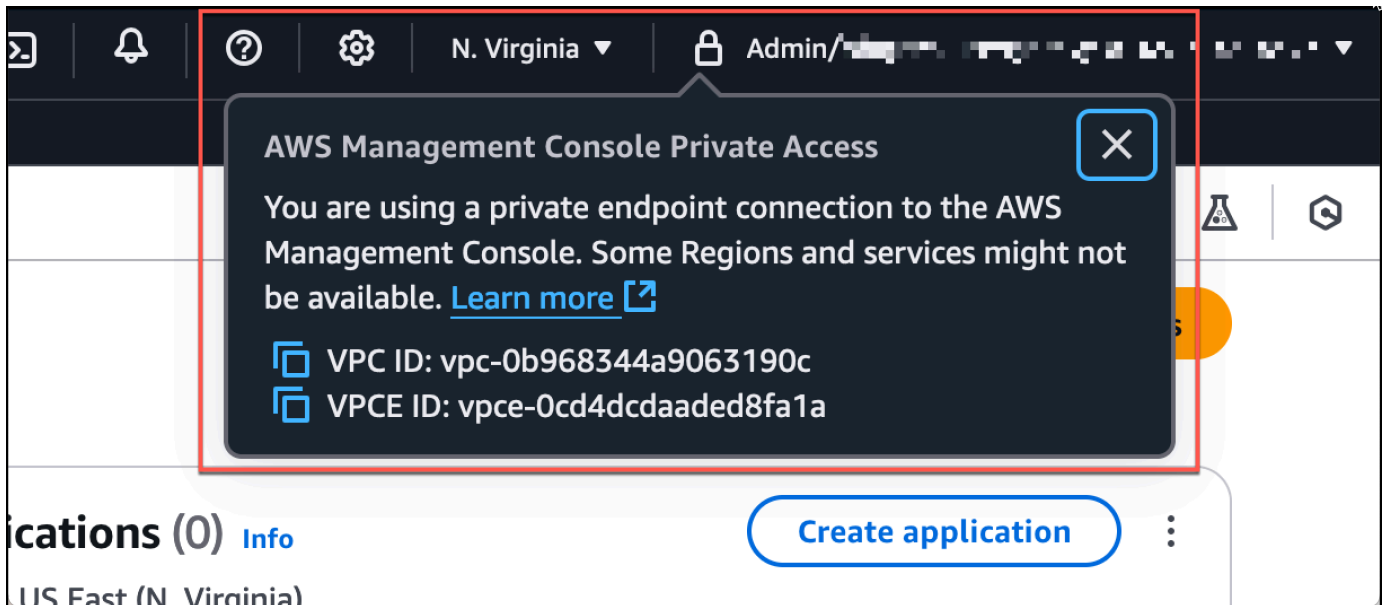 N. Virginia ▼
Admin/
AWS Management Console Private Access
You are using a private endpoint connection to the AWS
Management Console. Some Regions and services might not
be available. Learn more
VPC ID: vpc-0b968344a9063190c
VPCE ID: vpce-0cd4dcdaaded8fa1a
s
ications (0) Info
Create application
US East (N. Virginia)